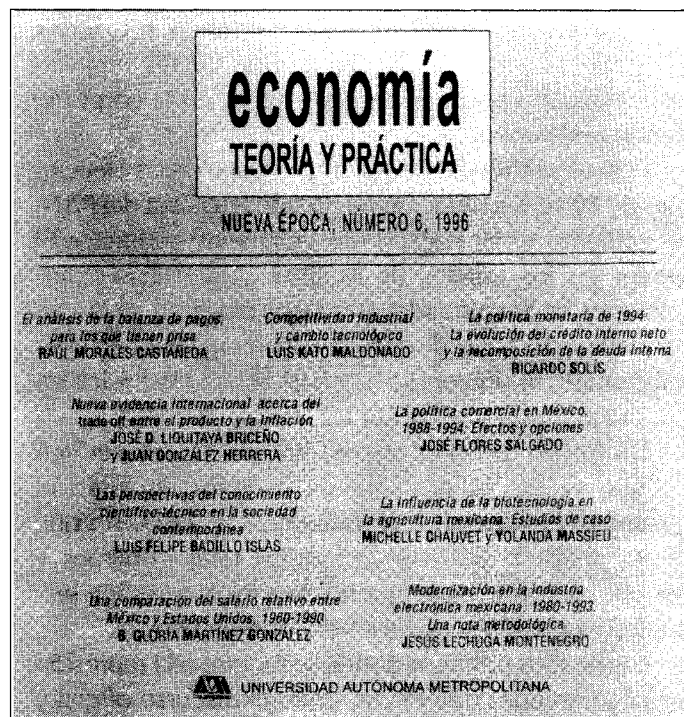 economía
TEORÍA Y PRÁCTICA
NUEVA ÉPOCA, NÚMERO 6, 1996
El análisis de la balanza de pagos,
para los que tienen prisa
RAÚL MORALES CASTAÑEDA
Competitividad industrial
y cambio tecnológico
LUIS KATO MALDONADO
La política monetaria de 1994:
La evolución del crédito interno neto
y la recomposición de la deuda interna
RICARDO SOLÍS
Nueva evidencia internacional acerca del
trade-off entre el producto y la inflación
JOSÉ D. LIQUITAYA BRICEÑO
y JUAN GONZÁLEZ HERRERA
La política comercial en México,
1988-1994: Efectos y opciones
JOSÉ FLORES SALGADO
Las perspectivas del conocimiento
científico-técnico en la sociedad
contemporánea
LUIS FELIPE BADILLO ISLAS
La influencia de la biotecnología en
la agricultura mexicana: Estudios de caso
MICHELLE CHAUVET y YOLANDA MASSIEU
Una comparación del salario relativo entre
México y Estados Unidos, 1960-1990
B. GLORIA MARTÍNEZ GONZÁLEZ
Modernización en la industria
electrónica mexicana: 1980-1993.
Una nota metodológica
JESÚS LECHUGA MONTENEGRO
UNIVERSIDAD AUTÓNOMA METROPOLITANA